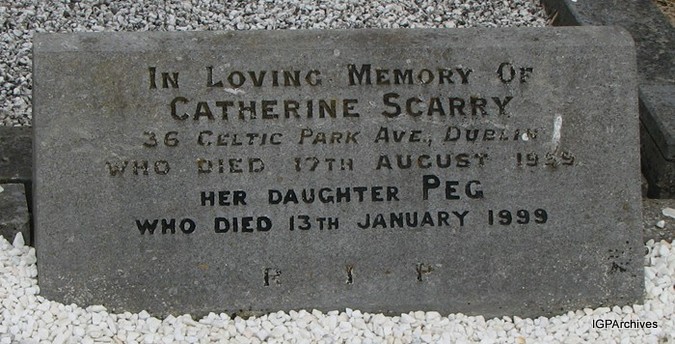 In Loving Memory Of
Catherine Scarry
36 Celtic Park Ave., Dublin
who died 17th August
her daughter Peg
who died 13th January 1999
R I P
IGPArchives